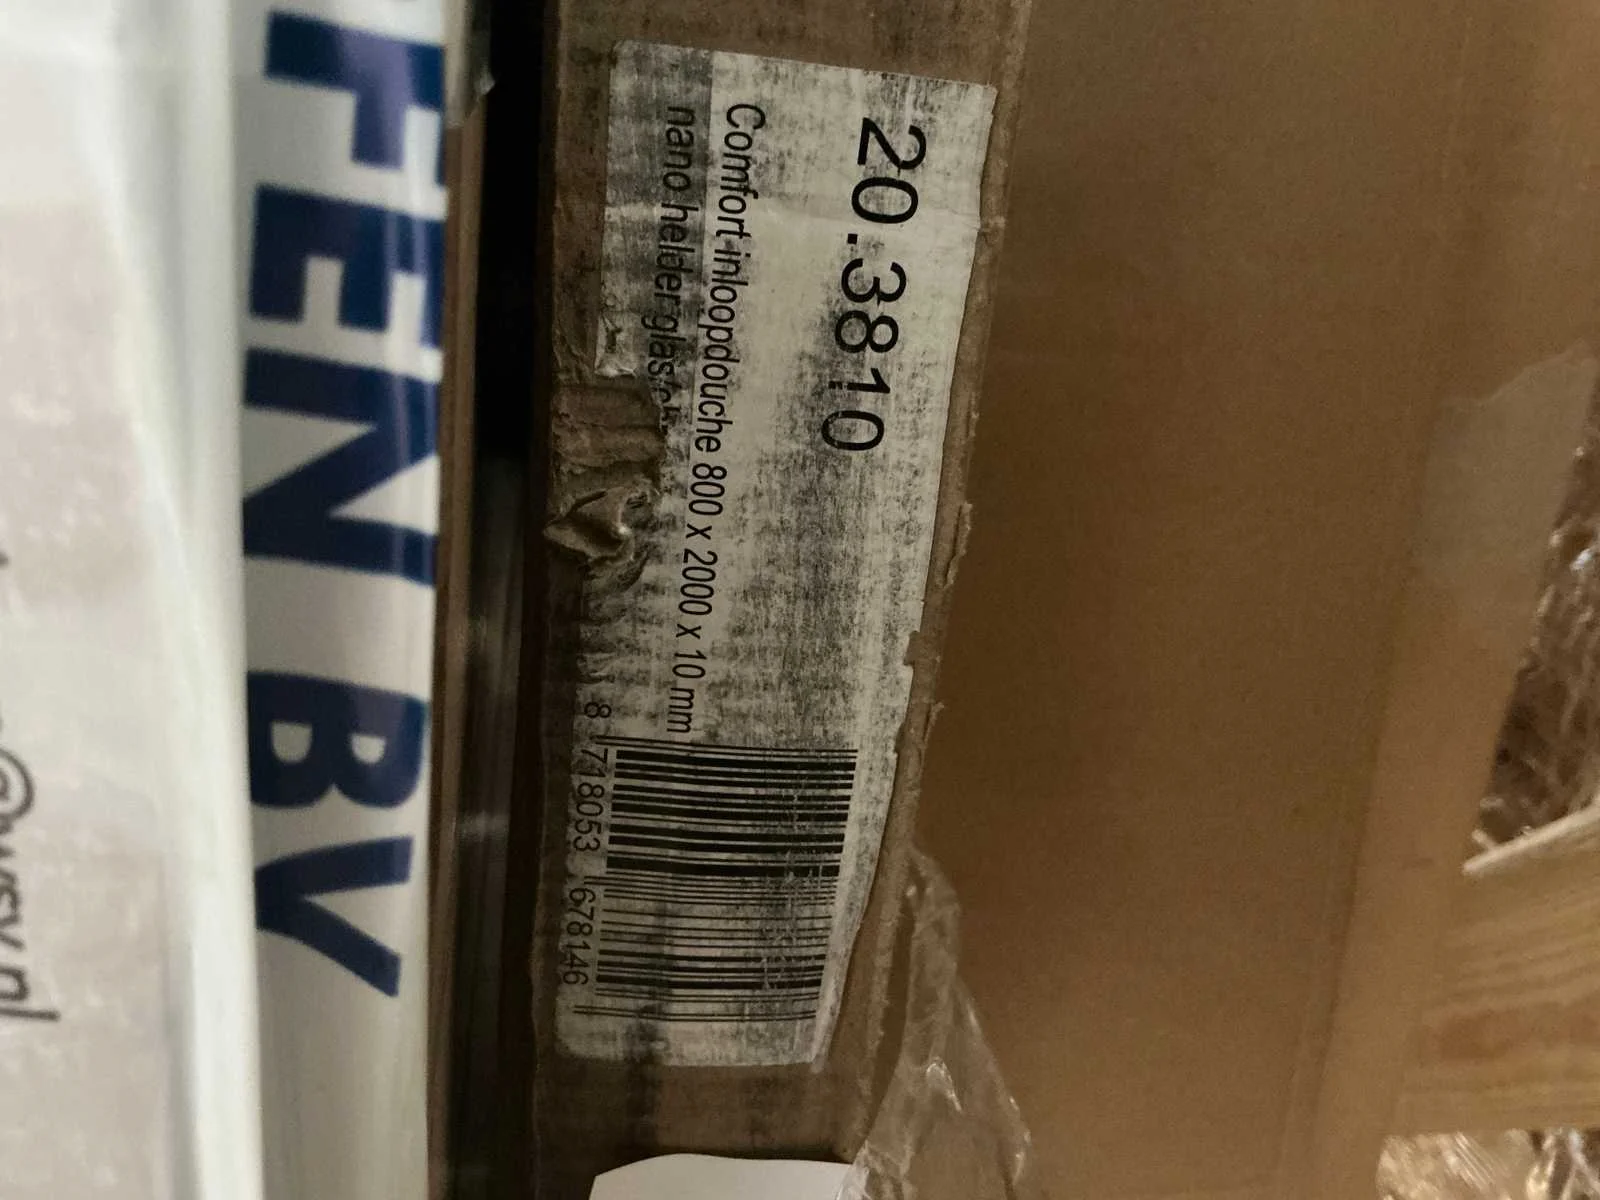 20.3810
Comfort inloopdouche 800 x 2000 x 10 mm
nano helder glas/
8 718053 678146
FEN BV